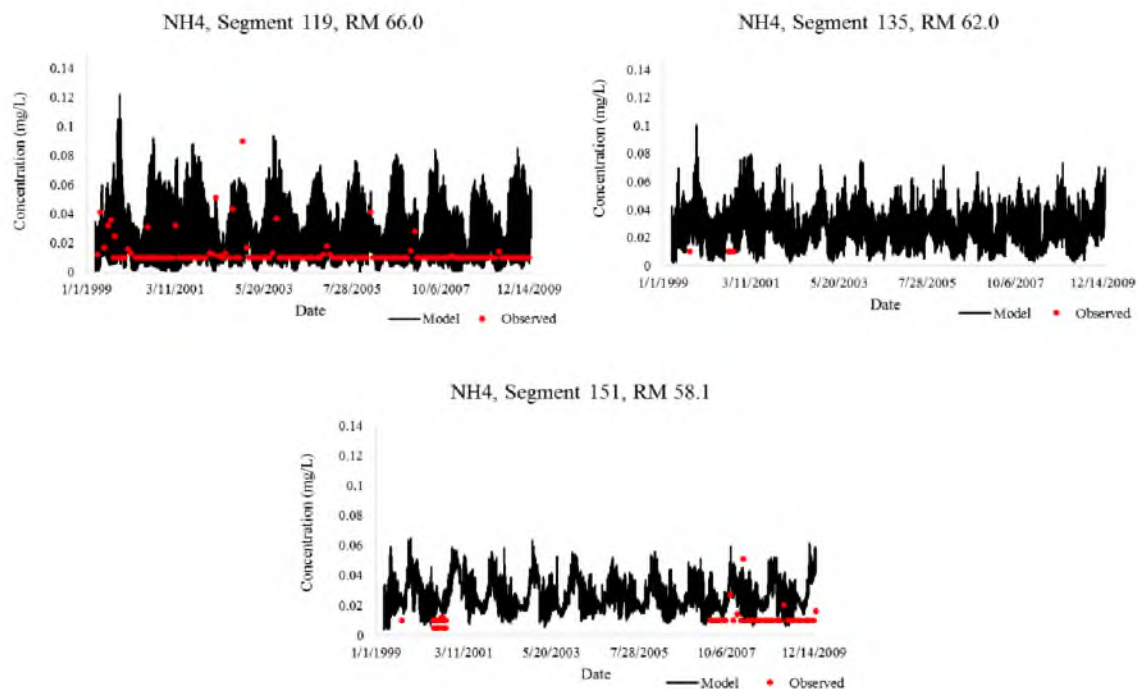 NH4, Segment 119, RM 66.0
Concentration (mg/L)
0.14
0.12
0.1
0.08
0.06
0.04
0.02
0
1/1/1999 3/11/2001 5/20/2003 7/28/2005 10/6/2007 12/14/2009
Date
Model Observed
NH4, Segment 135, RM 62.0
Concentration (mg/L)
0.14
0.12
0.1
0.08
0.06
0.04
0.02
0
1/1/1999 3/11/2001 5/20/2003 7/28/2005 10/6/2007 12/14/2009
Date
Model Observed
NH4, Segment 151, RM 58.1
Concentration (mg/L)
0.14
0.12
0.1
0.08
0.06
0.04
0.02
0
1/1/1999 3/11/2001 5/20/2003 7/28/2005 10/6/2007 12/14/2009
Date
Model Observed